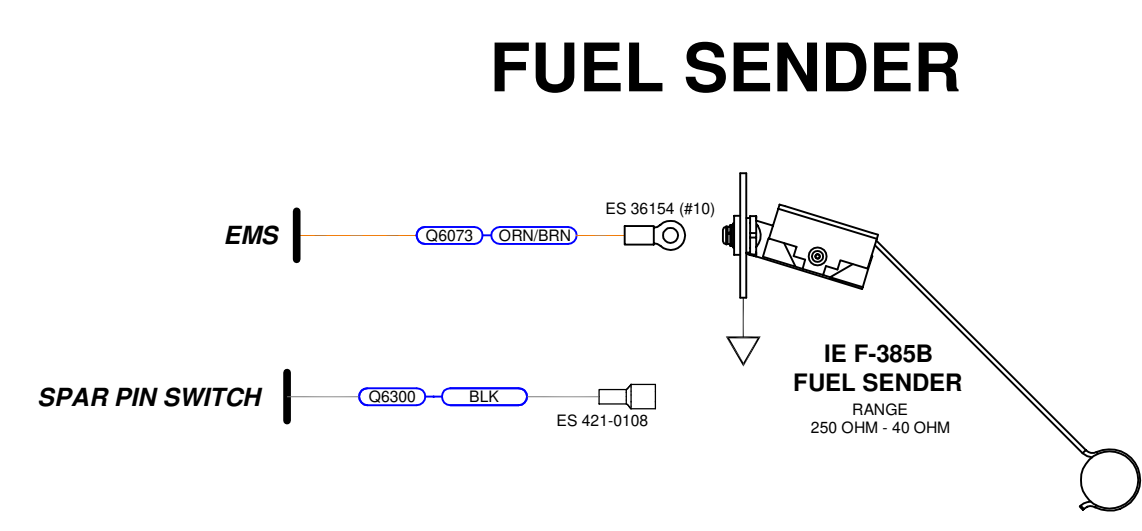 FUEL SENDER
ES 36154 (#10)
EMS
Q6073
ORN/BRN
IE F-385B
FUEL SENDER
RANGE
250 OHM - 40 OHM
SPAR PIN SWITCH
Q6300
BLK
ES 421-0108